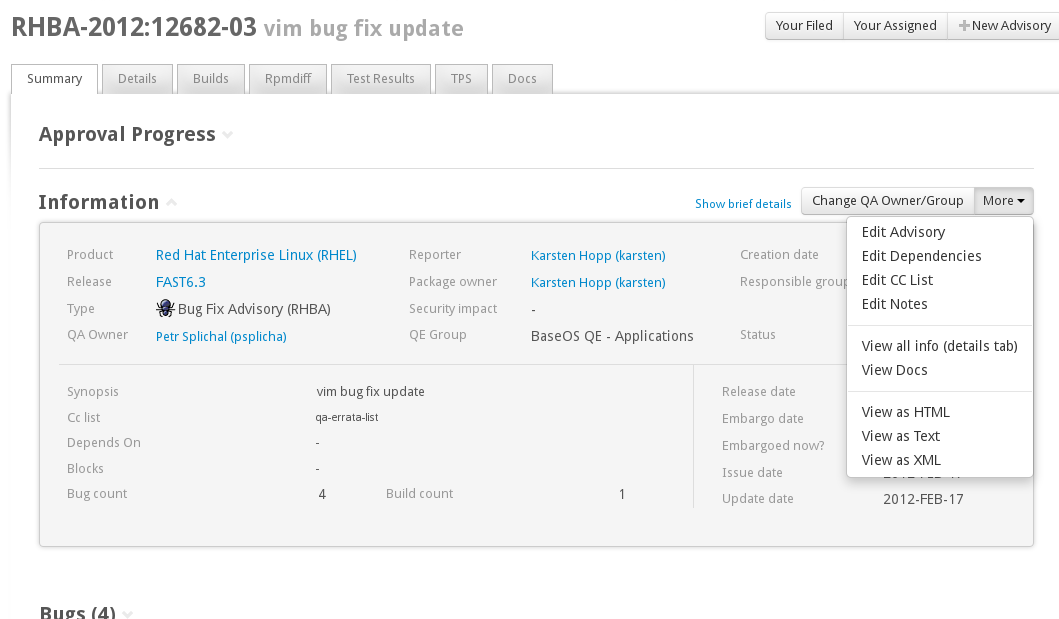 RHBA-2012:12682-03 vim bug fix update
Your Filed Your Assigned New Advisory
Summary Details Builds Rpmdiff Test Results TPS Docs
Approval Progress
Information Show brief details Change QA Owner/Group More
Product Red Hat Enterprise Linux (RHEL) Reporter Karsten Hopp (karsten) Creation date
Release FAST6.3 Package owner Karsten Hopp (karsten) Responsible group
Type Bug Fix Advisory (RHBA) Security impact -
QA Owner Petr Splichal (psplicha) QE Group BaseOS QE - Applications Status
Edit Advisory
Edit Dependencies
Edit CC List
Edit Notes
View all info (details tab)
View Docs
View as HTML
View as Text
View as XML
Synopsis vim bug fix update
Cc list qa-errata-list
Depends On -
Blocks -
Bug count 4 Build count 1
Release date
Embargo date
Embargoed now?
Issue date
Update date 2012-FEB-17
Bugs (4)